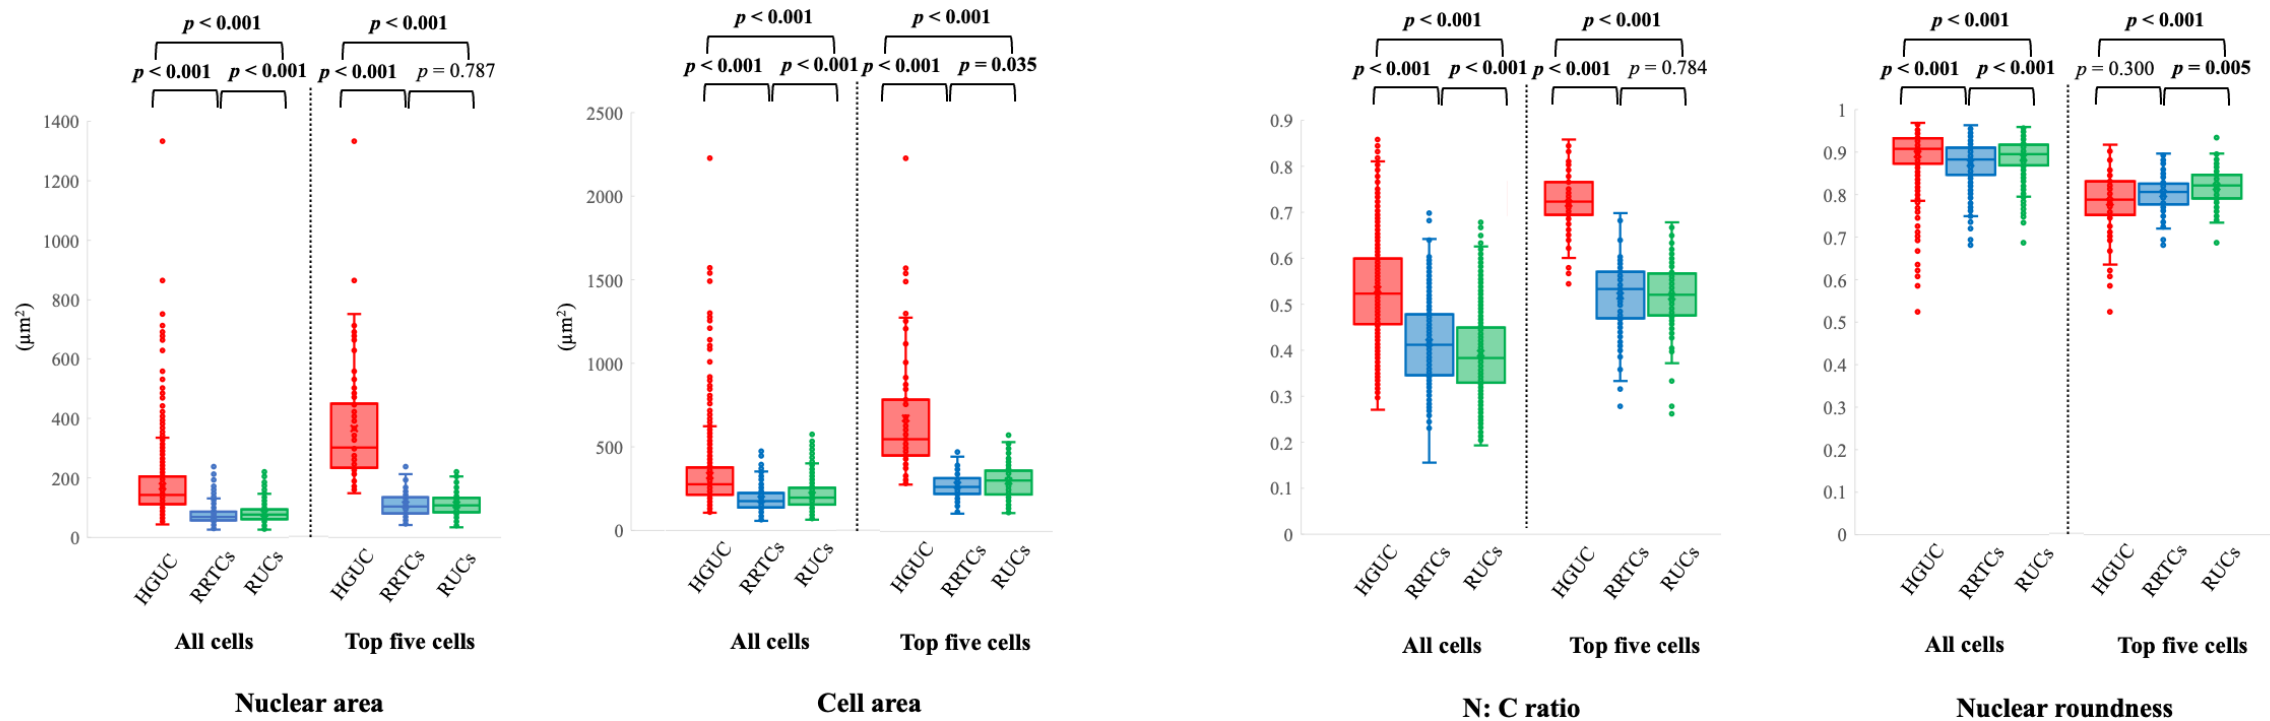 p < 0.001 p < 0.001
p < 0.001 p < 0.001 p < 0.001 p = 0.787
1400
1200
1000
800
600
400
200
0
(μm²)
HGUC RRTCs RUCs HGUC RRTCs RUCs
All cells Top five cells
Nuclear area
p < 0.001 p < 0.001
p < 0.001 p < 0.001 p < 0.001 p = 0.035
2500
2000
1500
1000
500
0
(μm²)
HGUC RRTCs RUCs HGUC RRTCs RUCs
All cells Top five cells
Cell area
p < 0.001 p < 0.001
p < 0.001 p < 0.001 p < 0.001 p = 0.784
0.9
0.8
0.7
0.6
0.5
0.4
0.3
0.2
0.1
0
HGUC RRTCs RUCs HGUC RRTCs RUCs
All cells Top five cells
N: C ratio
p < 0.001 p < 0.001
p < 0.001 p < 0.001 p = 0.300 p = 0.005
1
0.9
0.8
0.7
0.6
0.5
0.4
0.3
0.2
0.1
0
HGUC RRTCs RUCs HGUC RRTCs RUCs
All cells Top five cells
Nuclear roundness